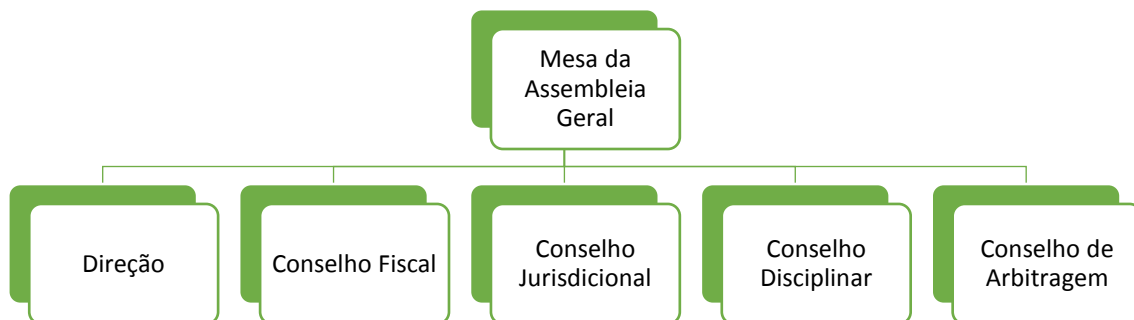 Mesa da
Assembleia
Geral
Direção
Conselho Fiscal
Conselho
Jurisdicional
Conselho
Disciplinar
Conselho de
Arbitragem